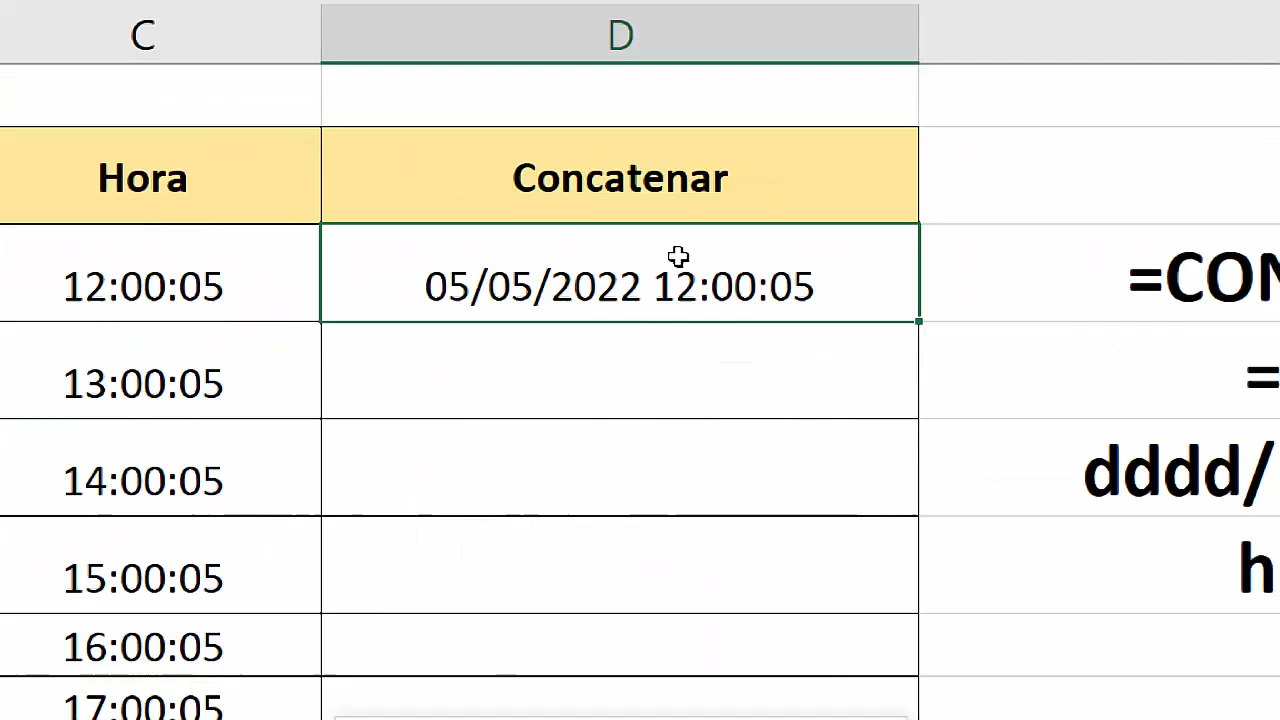 C D
Hora Concatenar
12:00:05 05/05/2022 12:00:05 =CON
13:00:05 =
14:00:05 dddd/
15:00:05 h
16:00:05
17:00:05